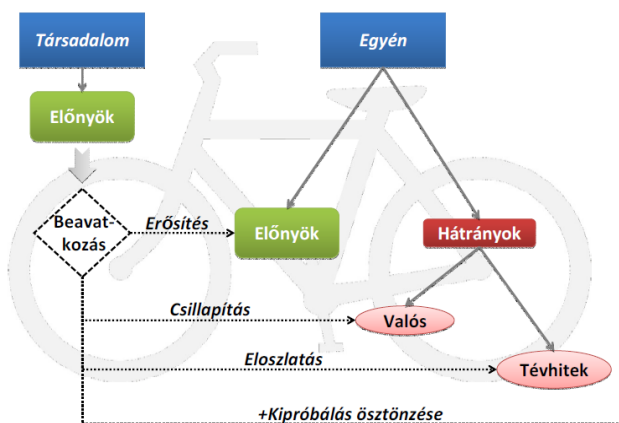 Társadalom
Egyén
Előnyök
Beavat-
kozás
Erősítés
Előnyök
Hátrányok
Csillapítás
Valós
Eloszlatás
Tévhitek
+Kipróbálás ösztönzése